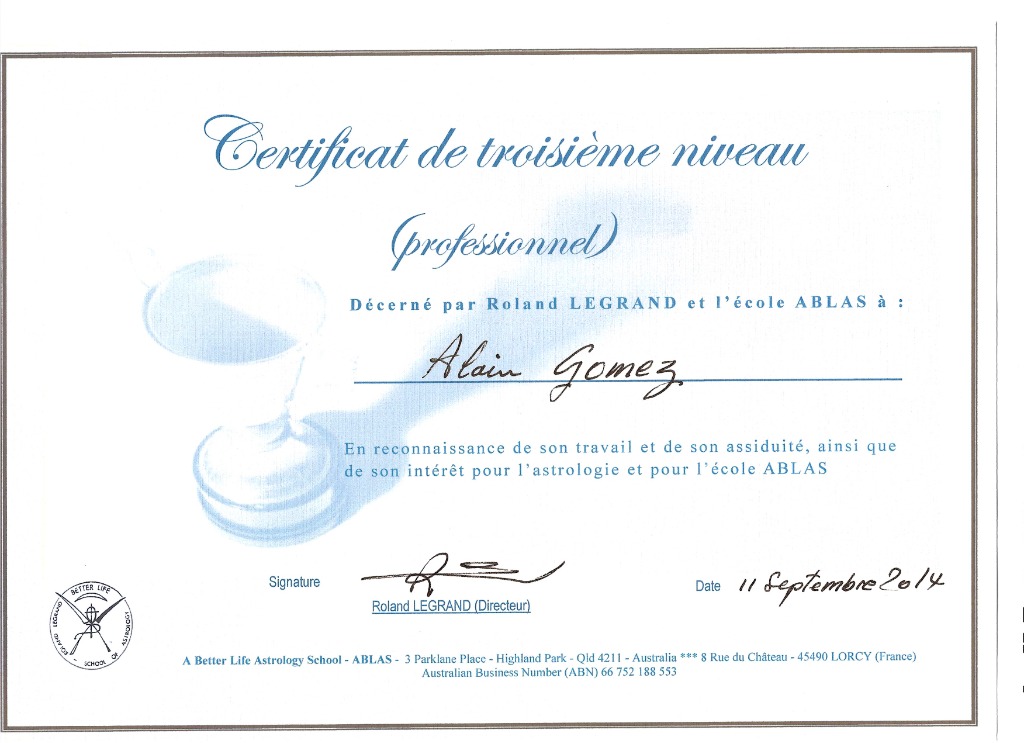 Certificat de troisième niveau
(professionnel)
Décerné par Roland LEGRAND et l'école ABLAS à :
Alain Gomez
En reconnaissance de son travail et de son assiduité, ainsi que
de son intérêt pour l'astrologie et pour l'école ABLAS
Signature
Roland LEGRAND (Directeur)
Date 11 Septembre 2014
BETTER LIFE
ROLAND LEGRAND
SCHOOL OF ASTROLOGY
A Better Life Astrology School - ABLAS - 3 Parklane Place - Highland Park - Qld 4211 - Australia *** 8 Rue du Château - 45490 LORCY (France)
Australian Business Number (ABN) 66 752 188 553